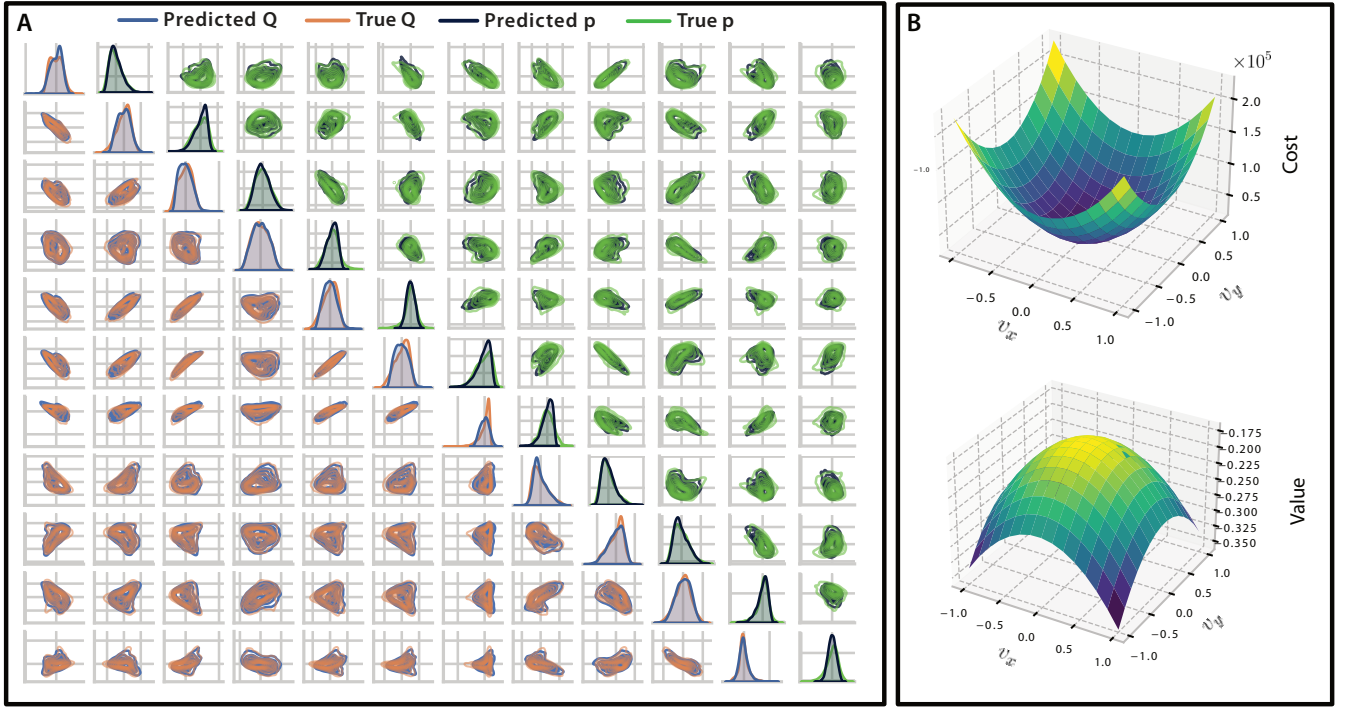 A
Predicted Q
True Q
Predicted p
True p
B
×10⁵
2.0
1.5
1.0
0.5
Cost
-1.0
−0.5
0.0
0.5
1.0
v_x
−1.0
−0.5
0.0
0.5
1.0
v_y
-0.175
-0.200
-0.225
-0.250
-0.275
-0.300
-0.325
-0.350
Value
−1.0
−0.5
0.0
0.5
1.0
v_x
−1.0
−0.5
0.0
0.5
1.0
v_y